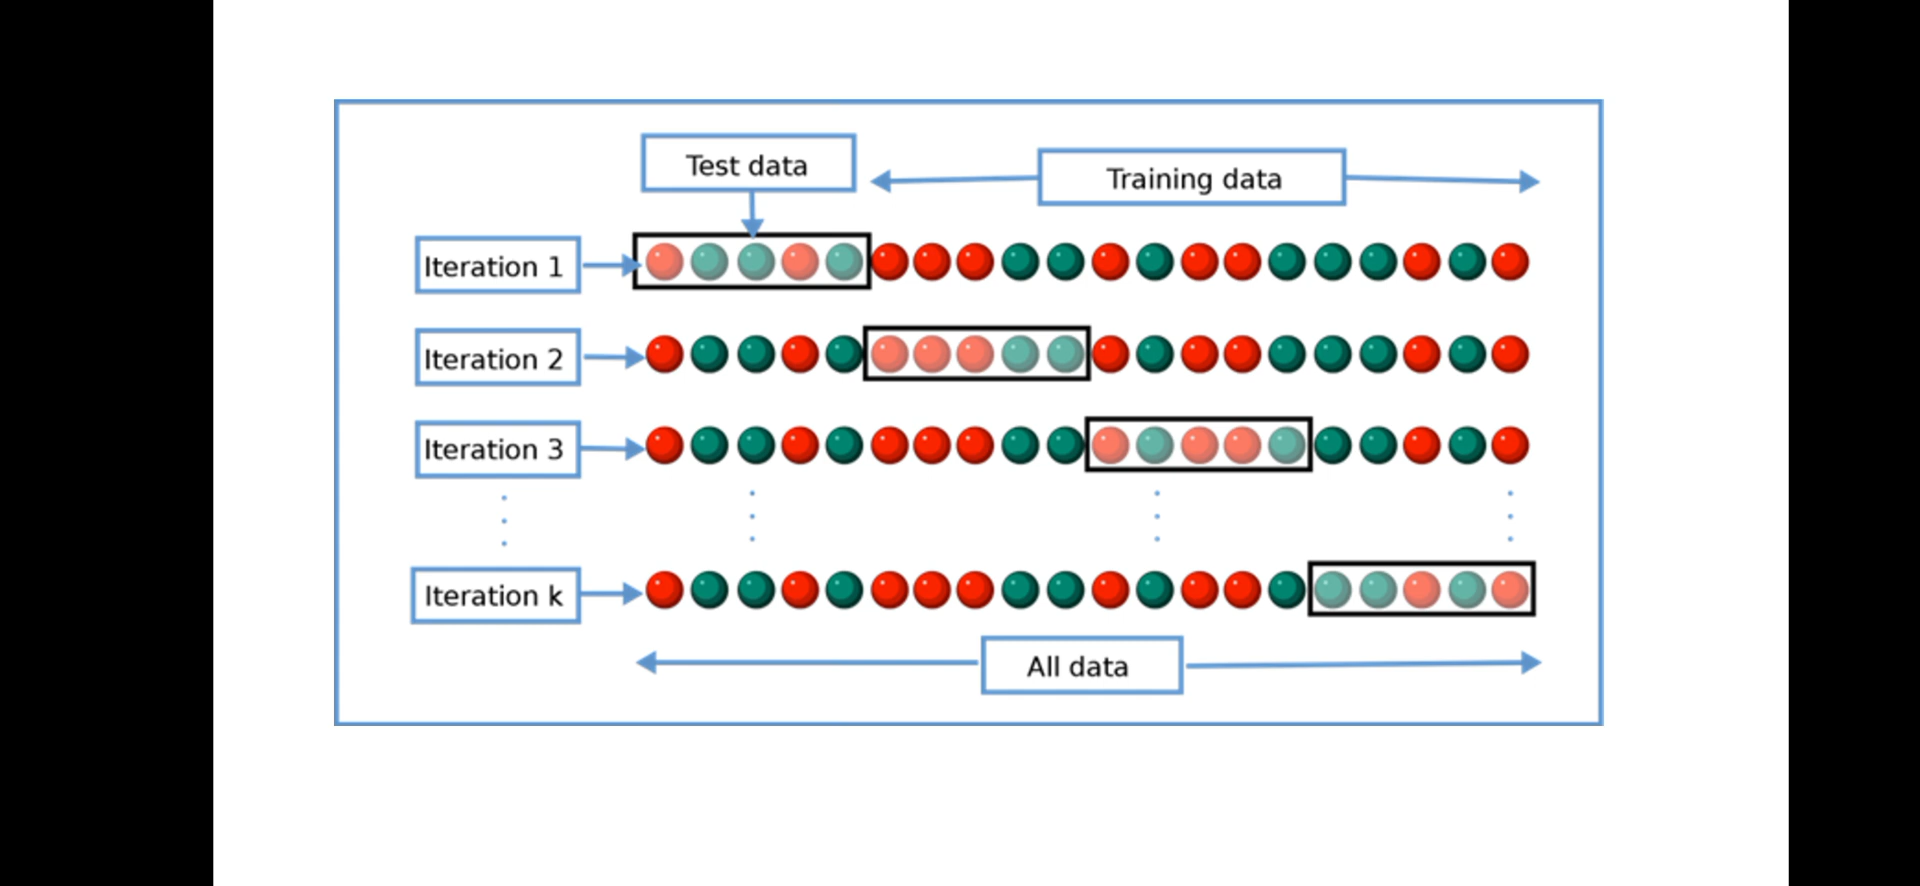 Test data
Training data
Iteration 1
Iteration 2
Iteration 3
Iteration k
All data